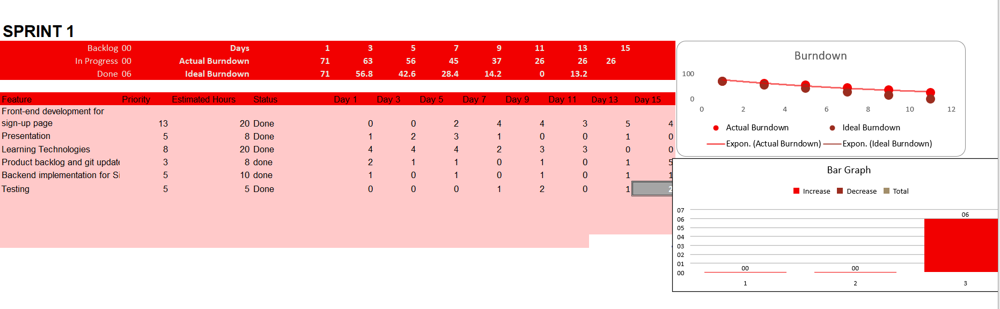 SPRINT 1
Backlog 00 Days 1 3 5 7 9 11 13 15
In Progress 00 Actual Burndown 71 63 56 45 37 26 26 26
Done 06 Ideal Burndown 71 56.8 42.6 28.4 14.2 0 13.2
Feature Priority Estimated Hours Status Day 1 Day 3 Day 5 Day 7 Day 9 Day 11 Day 13 Day 15
Front-end development for
sign-up page 13 20 Done 0 0 2 4 4 3 5 4
Presentation 5 8 Done 1 2 3 1 0 0 1 0
Learning Technologies 8 20 Done 4 4 4 2 3 3 0 0
Product backlog and git update 3 8 done 2 1 1 0 1 0 1 5
Backend implementation for Si 5 10 done 1 0 1 0 1 0 1 1
Testing 5 5 Done 0 0 0 1 2 0 1 2
Burndown
100
0
0 2 4 6 8 10 12
Actual Burndown Ideal Burndown
Expon. (Actual Burndown) Expon. (Ideal Burndown)
Bar Graph
Increase Decrease Total
07
06
05
04
03
02
01
00
00 00 06
1 2 3